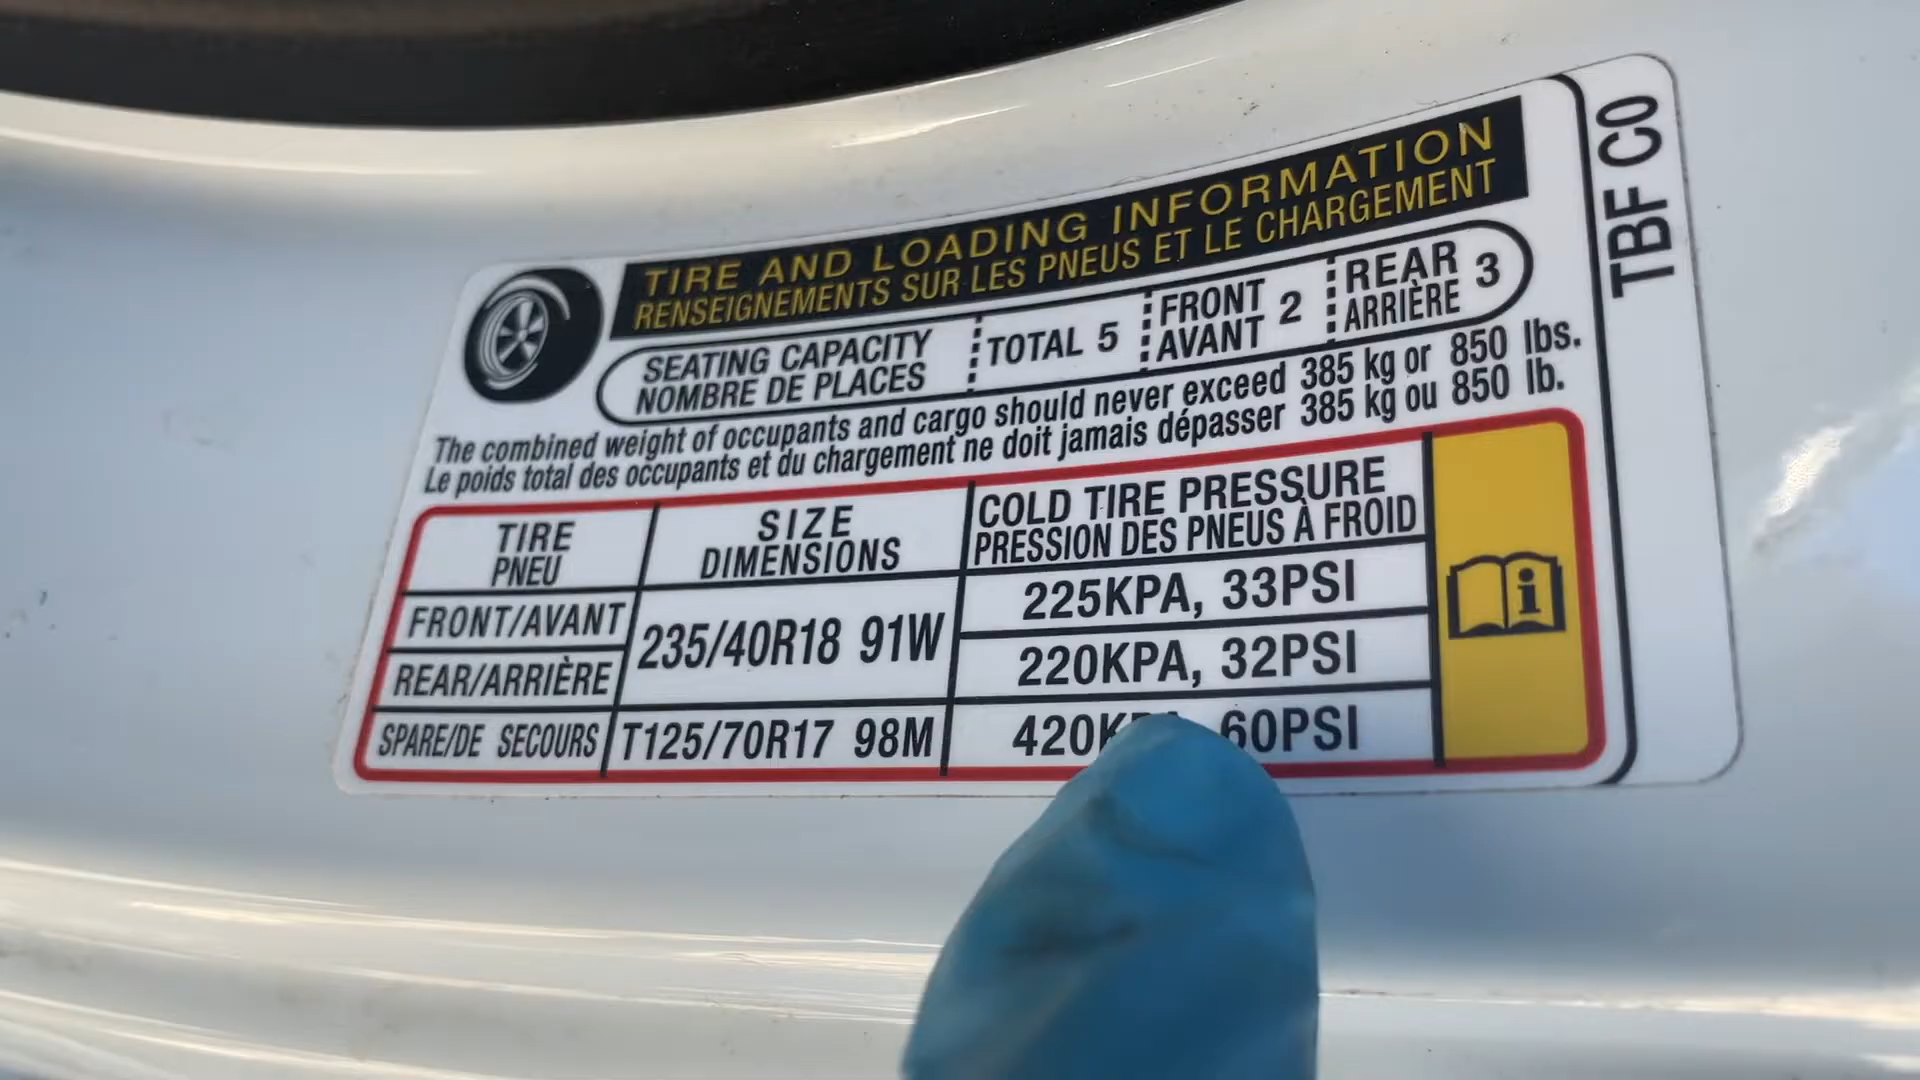 TIRE AND LOADING INFORMATION
RENSEIGNEMENTS SUR LES PNEUS ET LE CHARGEMENT
SEATING CAPACITY TOTAL 5 FRONT 2 REAR 3
NOMBRE DE PLACES AVANT ARRIÈRE
The combined weight of occupants and cargo should never exceed 385 kg or 850 lbs.
Le poids total des occupants et du chargement ne doit jamais dépasser 385 kg ou 850 lb.
TIRE SIZE COLD TIRE PRESSURE
PNEU DIMENSIONS PRESSION DES PNEUS À FROID
FRONT/AVANT 235/40R18 91W 225KPA, 33PSI
REAR/ARRIÈRE 220KPA, 32PSI
SPARE/DE SECOURS T125/70R17 98M 420KPA 60PSI
TBF C0